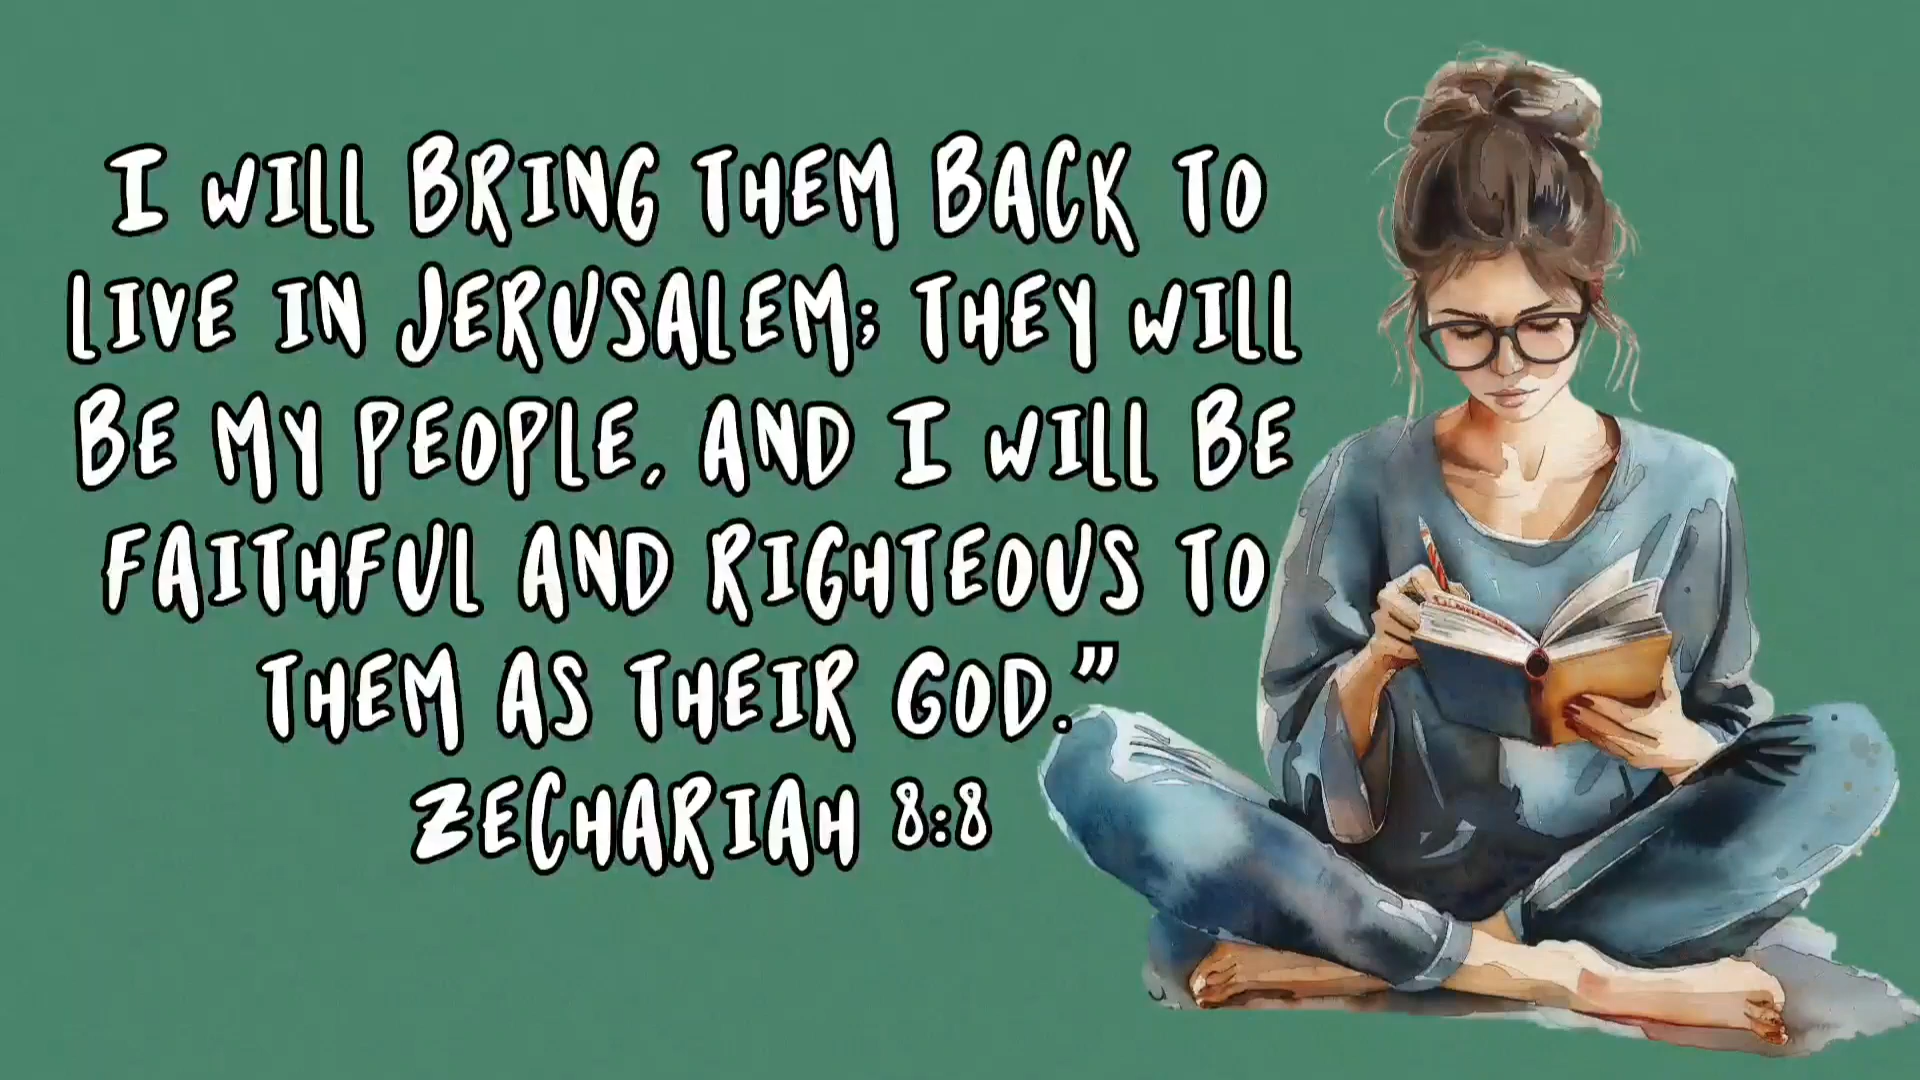 I WILL BRING THEM BACK TO
LIVE IN JERUSALEM; THEY WILL
BE MY PEOPLE, AND I WILL BE
FAITHFUL AND RIGHTEOUS TO
THEM AS THEIR GOD.”
ZECHARIAH 8:8